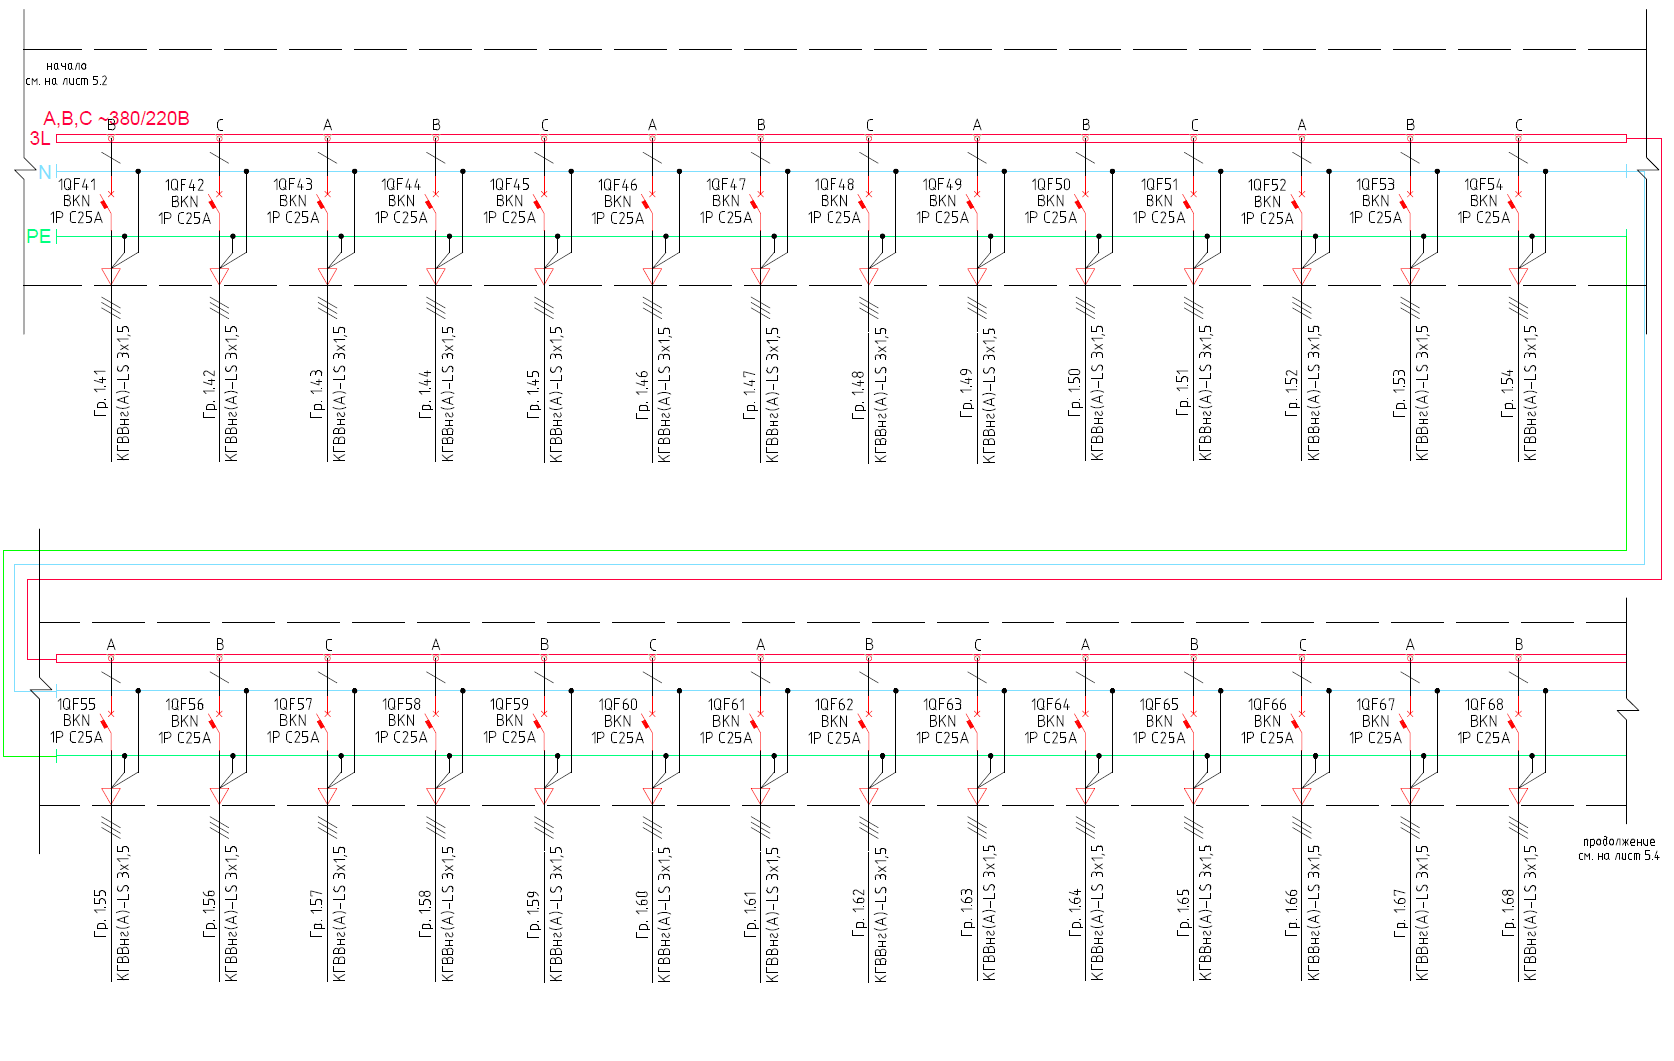 начало
см. на лист 5.2
A,B,C ~380/220В
3L
B C A B C A B C A B C A B C
N
1QF41 1QF42 1QF43 1QF44 1QF45 1QF46 1QF47 1QF48 1QF49 1QF50 1QF51 1QF52 1QF53 1QF54
BKN BKN BKN BKN BKN BKN BKN BKN BKN BKN BKN BKN BKN BKN
1P C25A 1P C25A 1P C25A 1P C25A 1P C25A 1P C25A 1P C25A 1P C25A 1P C25A 1P C25A 1P C25A 1P C25A 1P C25A 1P C25A
PE
Гр. 1.41
КГВВнг(А)-LS 3x1,5
Гр. 1.42
КГВВнг(А)-LS 3x1,5
Гр. 1.43
КГВВнг(А)-LS 3x1,5
Гр. 1.44
КГВВнг(А)-LS 3x1,5
Гр. 1.45
КГВВнг(А)-LS 3x1,5
Гр. 1.46
КГВВнг(А)-LS 3x1,5
Гр. 1.47
КГВВнг(А)-LS 3x1,5
Гр. 1.48
КГВВнг(А)-LS 3x1,5
Гр. 1.49
КГВВнг(А)-LS 3x1,5
Гр. 1.50
КГВВнг(А)-LS 3x1,5
Гр. 1.51
КГВВнг(А)-LS 3x1,5
Гр. 1.52
КГВВнг(А)-LS 3x1,5
Гр. 1.53
КГВВнг(А)-LS 3x1,5
Гр. 1.54
КГВВнг(А)-LS 3x1,5
A B C A B C A B C A B C A B
1QF55 1QF56 1QF57 1QF58 1QF59 1QF60 1QF61 1QF62 1QF63 1QF64 1QF65 1QF66 1QF67 1QF68
BKN BKN BKN BKN BKN BKN BKN BKN BKN BKN BKN BKN BKN BKN
1P C25A 1P C25A 1P C25A 1P C25A 1P C25A 1P C25A 1P C25A 1P C25A 1P C25A 1P C25A 1P C25A 1P C25A 1P C25A 1P C25A
Гр. 1.55
КГВВнг(А)-LS 3x1,5
Гр. 1.56
КГВВнг(А)-LS 3x1,5
Гр. 1.57
КГВВнг(А)-LS 3x1,5
Гр. 1.58
КГВВнг(А)-LS 3x1,5
Гр. 1.59
КГВВнг(А)-LS 3x1,5
Гр. 1.60
КГВВнг(А)-LS 3x1,5
Гр. 1.61
КГВВнг(А)-LS 3x1,5
Гр. 1.62
КГВВнг(А)-LS 3x1,5
Гр. 1.63
КГВВнг(А)-LS 3x1,5
Гр. 1.64
КГВВнг(А)-LS 3x1,5
Гр. 1.65
КГВВнг(А)-LS 3x1,5
Гр. 1.66
КГВВнг(А)-LS 3x1,5
Гр. 1.67
КГВВнг(А)-LS 3x1,5
Гр. 1.68
КГВВнг(А)-LS 3x1,5
продолжение
см. на лист 5.4